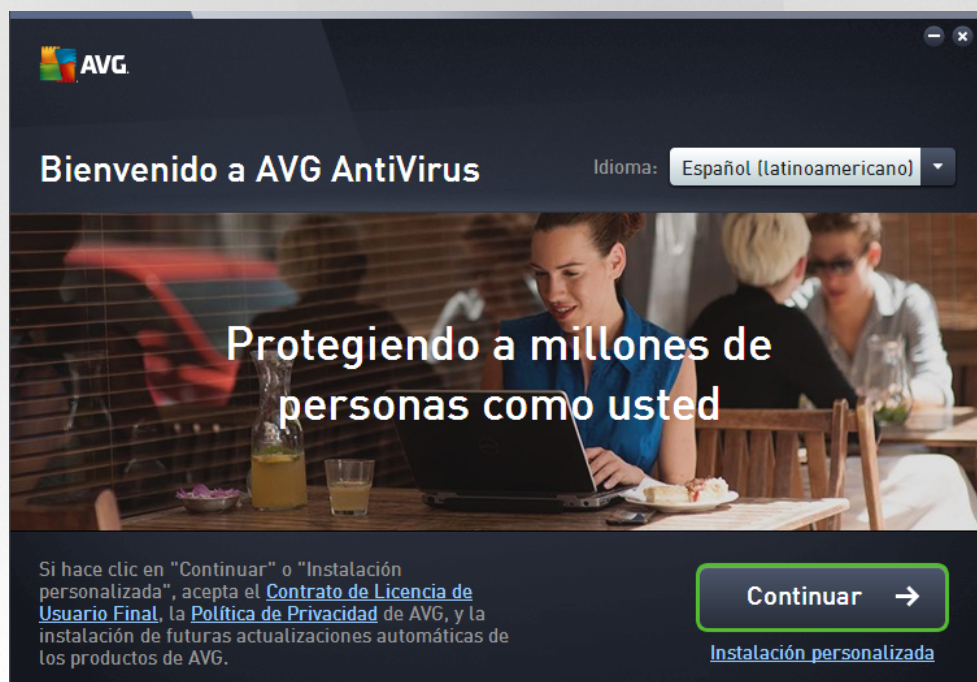 AVG.
Bienvenido a AVG AntiVirus
Idioma: Español (latinoamericano)
Protegiendo a millones de
personas como usted
Si hace clic en "Continuar" o "Instalación
personalizada", acepta el Contrato de Licencia de
Usuario Final, la Política de Privacidad de AVG, y la
instalación de futuras actualizaciones automáticas de
los productos de AVG.
Continuar →
Instalación personalizada